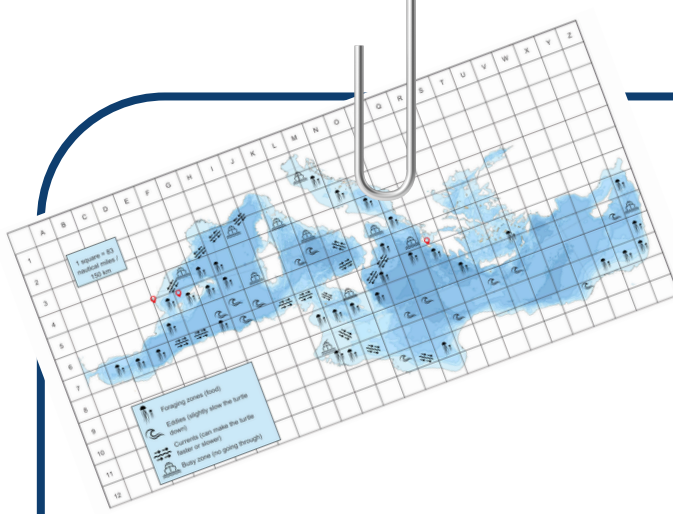 A B C D E F G H I J K L M N O Q R S T U V W X Y Z
1
2
3
4
5
6
7
8
9
10
11
12
1 square = 83
nautical miles /
150 km
Foraging zones (food)
Eddies (slightly slow the turtle
down)
Currents (can make the turtle
faster or slower)
Busy zone (no going through)